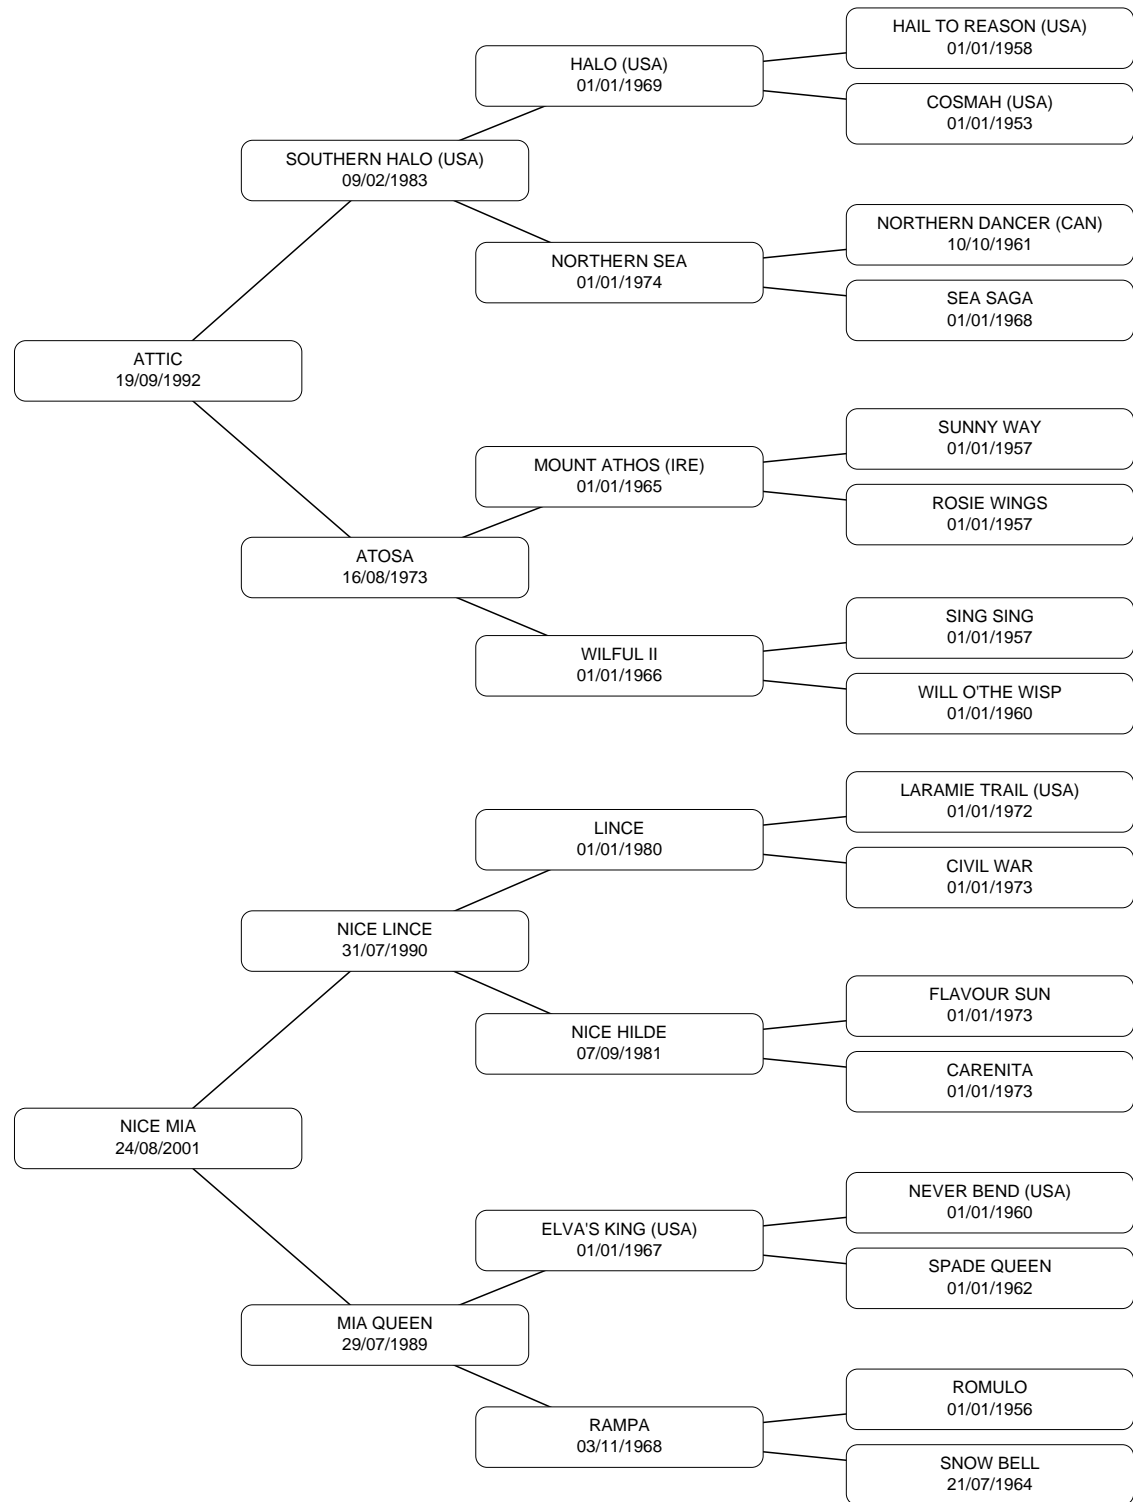 HAIL TO REASON (USA)
01/01/1958
HALO (USA)
01/01/1969
COSMAH (USA)
01/01/1953
SOUTHERN HALO (USA)
09/02/1983
NORTHERN DANCER (CAN)
10/10/1961
NORTHERN SEA
01/01/1974
SEA SAGA
01/01/1968
ATTIC
19/09/1992
SUNNY WAY
01/01/1957
MOUNT ATHOS (IRE)
01/01/1965
ROSIE WINGS
01/01/1957
ATOSA
16/08/1973
SING SING
01/01/1957
WILFUL II
01/01/1966
WILL O'THE WISP
01/01/1960
LARAMIE TRAIL (USA)
01/01/1972
LINCE
01/01/1980
CIVIL WAR
01/01/1973
NICE LINCE
31/07/1990
FLAVOUR SUN
01/01/1973
NICE HILDE
07/09/1981
CARENITA
01/01/1973
NICE MIA
24/08/2001
NEVER BEND (USA)
01/01/1960
ELVA'S KING (USA)
01/01/1967
SPADE QUEEN
01/01/1962
MIA QUEEN
29/07/1989
ROMULO
01/01/1956
RAMPA
03/11/1968
SNOW BELL
21/07/1964